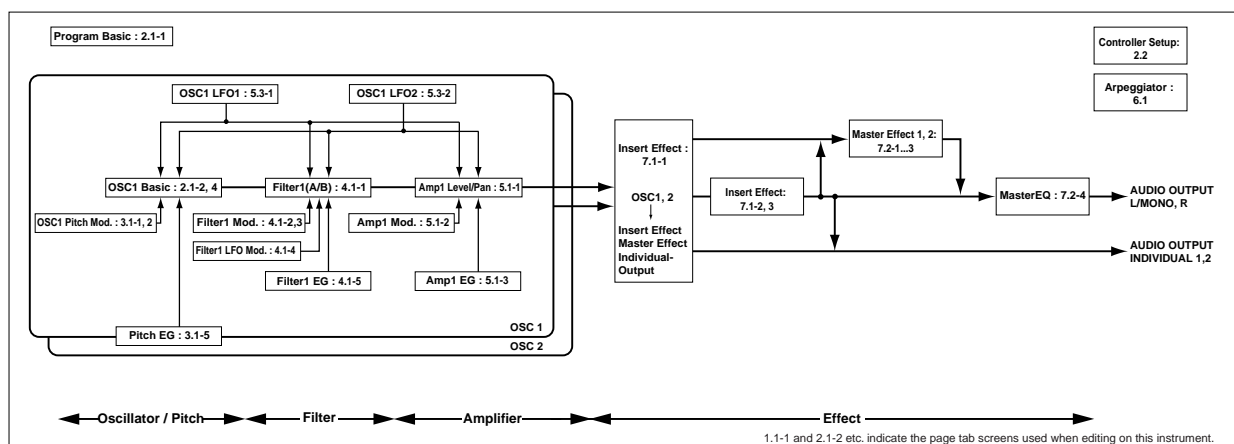 Program Basic : 2.1-1
Controller Setup:
2.2
Arpeggiator :
6.1
OSC1 LFO1 : 5.3-1
OSC1 LFO2 : 5.3-2
OSC1 Basic : 2.1-2, 4
Filter1(A/B) : 4.1-1
Amp1 Level/Pan : 5.1-1
OSC1 Pitch Mod. : 3.1-1, 2
Filter1 Mod. : 4.1-2,3
Amp1 Mod. : 5.1-2
Filter1 LFO Mod. : 4.1-4
Filter1 EG : 4.1-5
Amp1 EG : 5.1-3
Pitch EG : 3.1-5
OSC 1
OSC 2
Insert Effect :
7.1-1
OSC1, 2
Insert Effect
Master Effect
Individual-
Output
Insert Effect:
7.1-2, 3
Master Effect 1, 2:
7.2-1...3
MasterEQ : 7.2-4
AUDIO OUTPUT
L/MONO, R
AUDIO OUTPUT
INDIVIDUAL 1,2
Oscillator / Pitch
Filter
Amplifier
Effect
1.1-1 and 2.1-2 etc. indicate the page tab screens used when editing on this instrument.